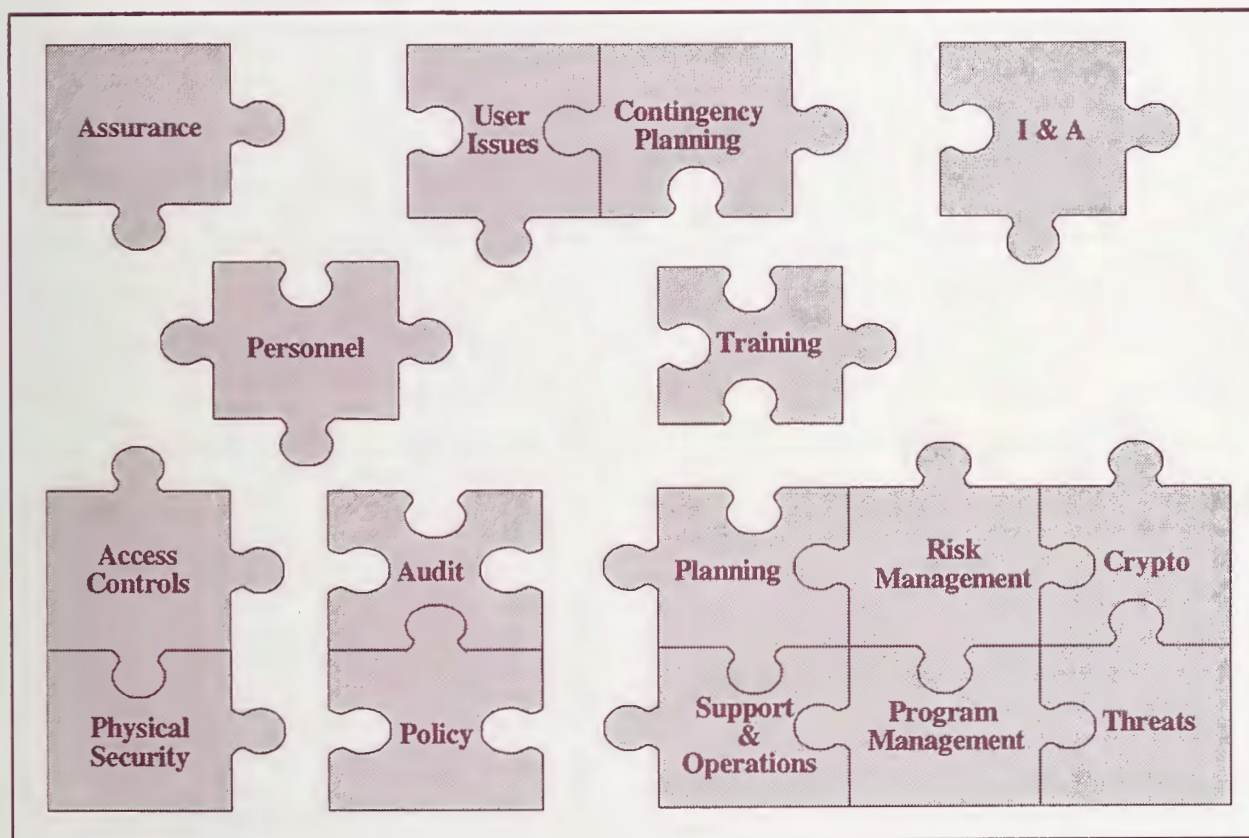 Assurance
User
Issues
Contingency
Planning
I & A
Personnel
Training
Access
Controls
Audit
Planning
Risk
Management
Crypto
Physical
Security
Policy
Support
&
Operations
Program
Management
Threats